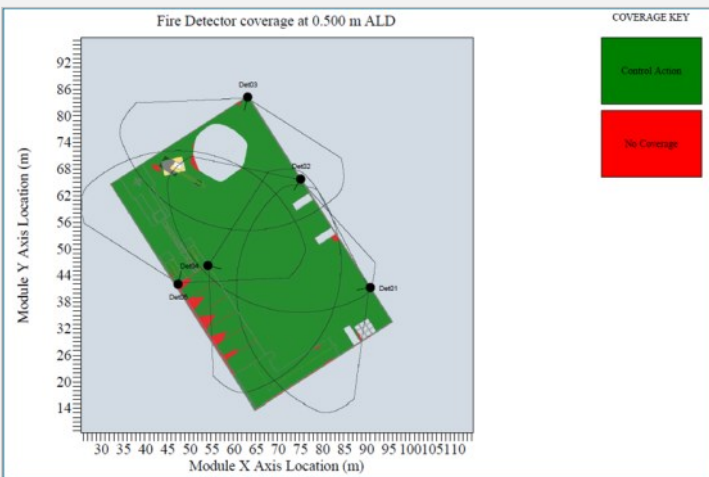 Fire Detector coverage at 0.500 m ALD
COVERAGE KEY
Control Action
No Coverage
Module Y Axis Location (m)
92
86
80
74
68
62
56
50
44
38
32
26
20
14
Det03
Det02
Det04
Det05
Det01
30 35 40 45 50 55 60 65 70 75 80 85 90 95 100105110
Module X Axis Location (m)